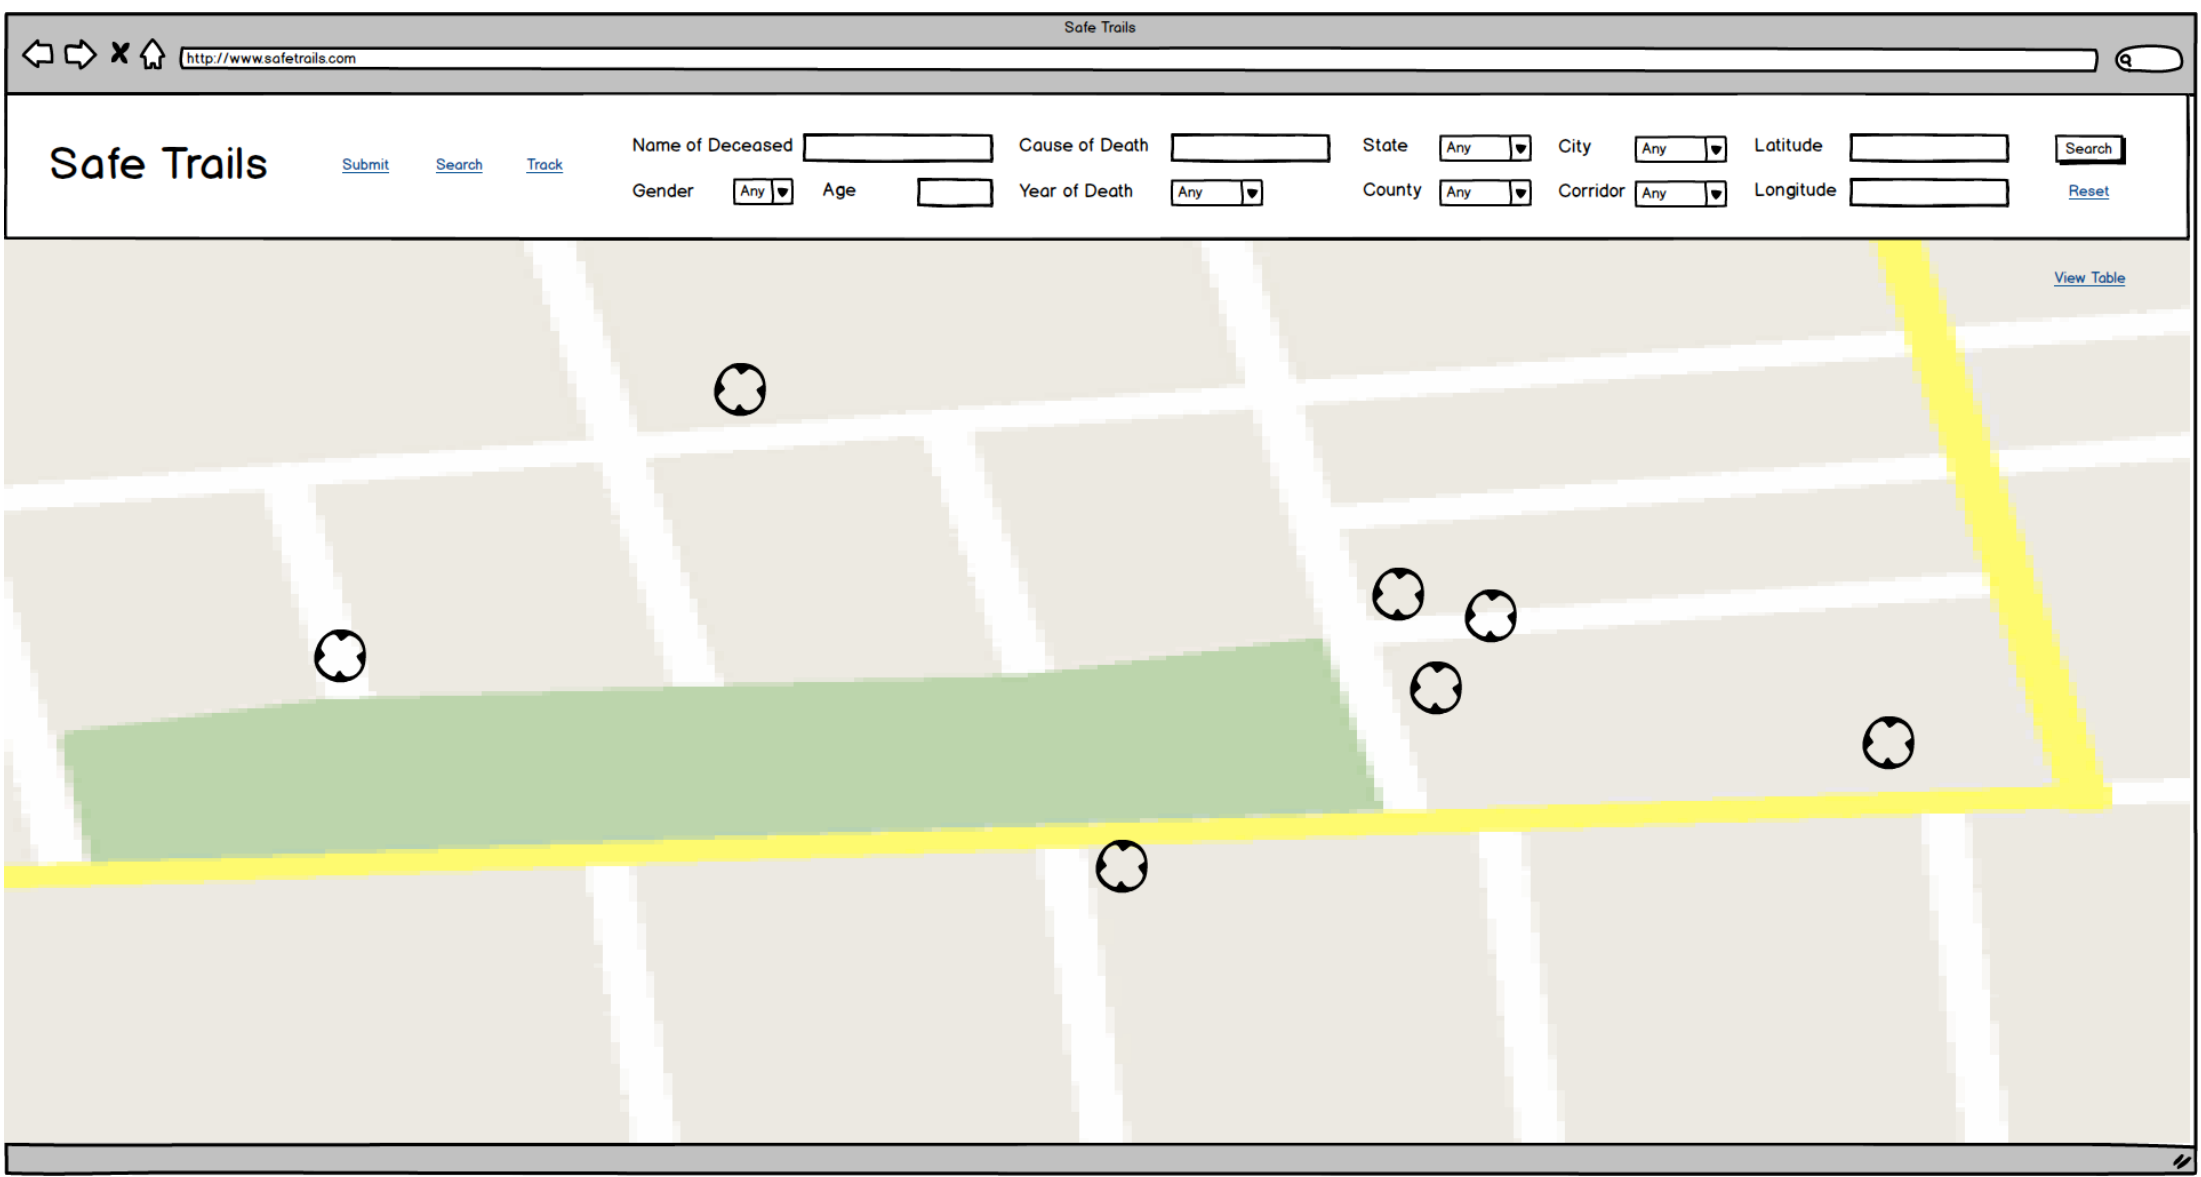 Safe Trails
http://www.safetrails.com
Safe Trails
Submit Search Track
Name of Deceased Cause of Death State Any City Any Latitude Search
Gender Any Age Year of Death Any County Any Corridor Any Longitude Reset
View Table